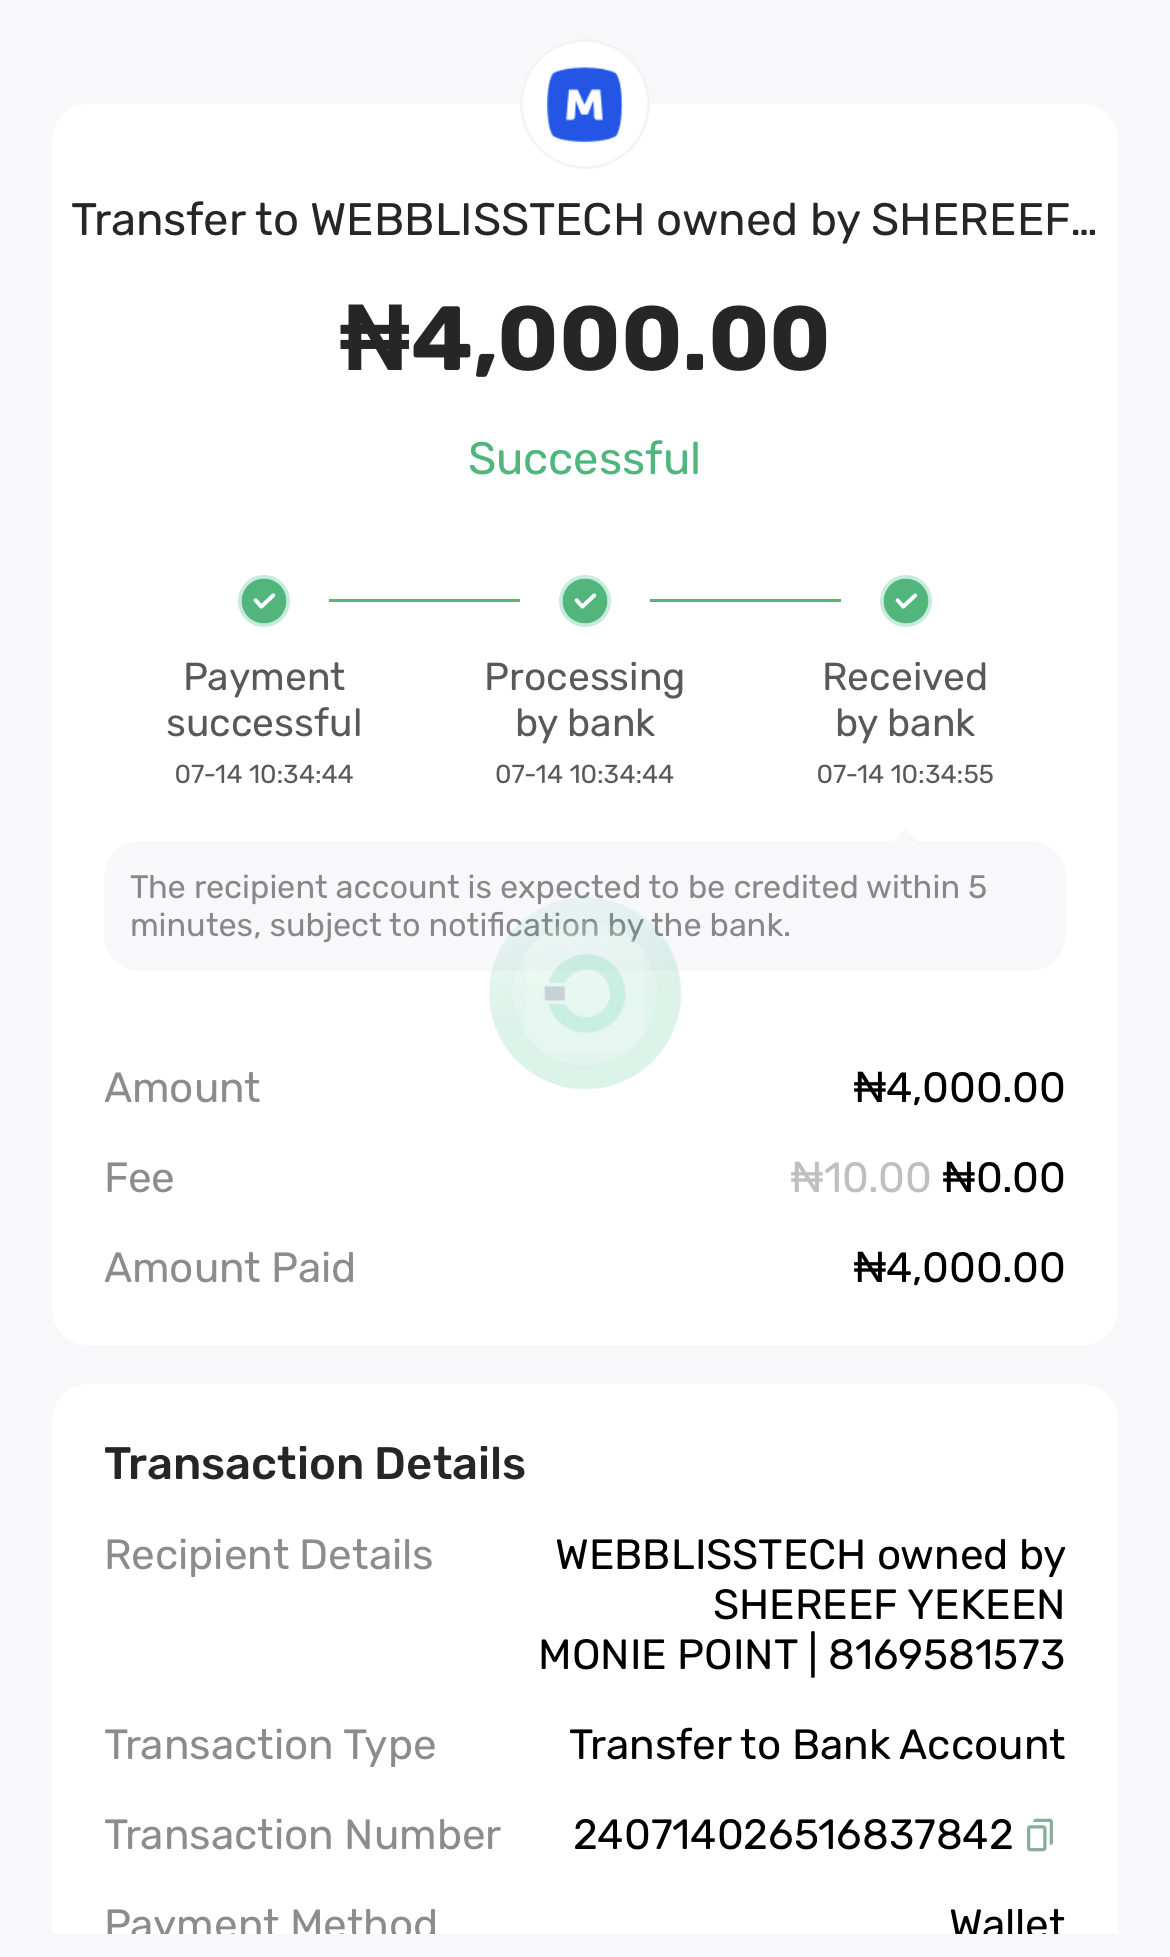 M
Transfer to WEBBLISSTECH owned by SHEREEF...
₦4,000.00
Successful
Payment
successful
07-14 10:34:44
Processing
by bank
07-14 10:34:44
Received
by bank
07-14 10:34:55
The recipient account is expected to be credited within 5
minutes, subject to notification by the bank.
Amount ₦4,000.00
Fee ₦10.00 ₦0.00
Amount Paid ₦4,000.00
Transaction Details
Recipient Details WEBBLISSTECH owned by
SHEREEF YEKEEN
MONIE POINT | 8169581573
Transaction Type Transfer to Bank Account
Transaction Number 240714026516837842
Payment Method Wallet